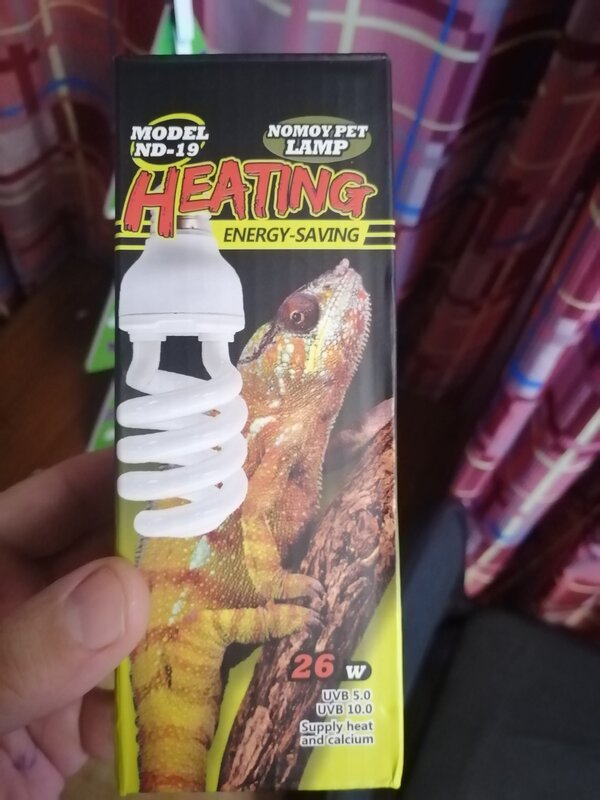 MODEL
ND-19
NOMOY PET
LAMP
HEATING
ENERGY-SAVING
26 W
UVB 5.0
UVB 10.0
Supply heat
and calcium